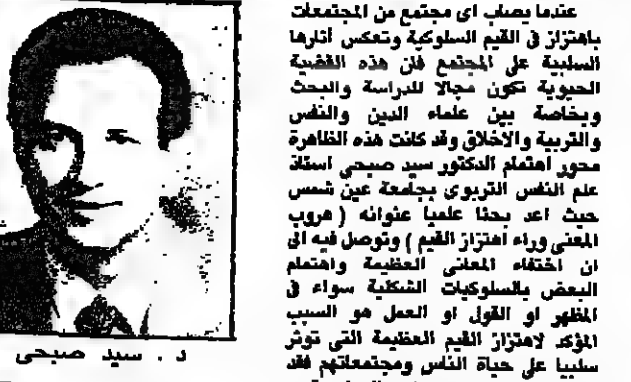 عندما يصاب اى مجتمع من المجتمعات
باهتزاز في القيم السلوكية وتعكس أثارها
السلبية على المجتمع فان هذه القضية
الحيوية تكون مجالا للدراسة والبحث
وبخاصة بين علماء الدين والنفس
والتربية والاخلاق وقد كانت هذه الظاهرة
محور اهتمام الدكتور سيد صبحى استاذ
علم النفس التربوى بجامعة عين شمس
حيث اعد بحثا علميا عنوانه ( هروب
المعنى وراء اهتزاز القيم ) وتوصل فيه الى
ان اختفاء المعانى العظيمة واهتمام
البعض بالسلوكيات الشكلية سواء في
المظهر او القول او العمل هو السبب
المؤكد لاهتزاز القيم العظيمة التى توثر
سلبيا على حياة الناس ومجتمعاتهم فقد
د . سيد صبحى